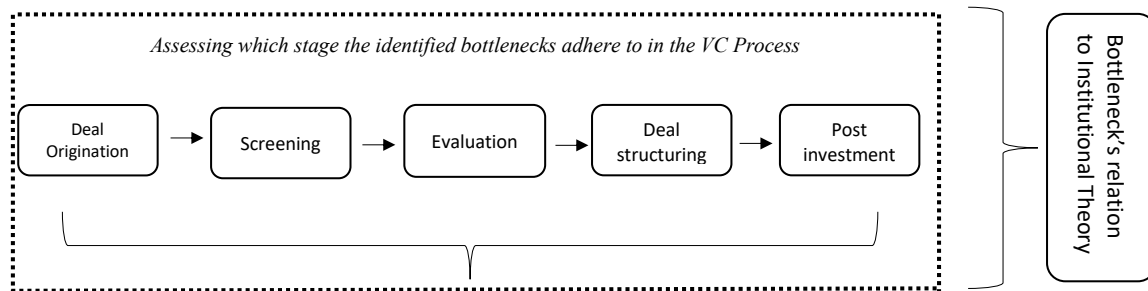 Assessing which stage the identified bottlenecks adhere to in the VC Process
Deal
Origination
Screening
Evaluation
Deal
structuring
Post
investment
Bottleneck's relation
to Institutional Theory